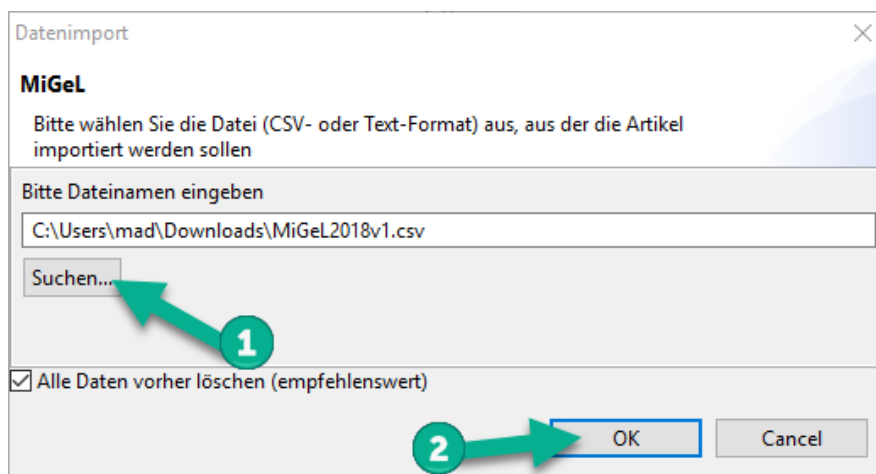 Datenimport
MiGeL
Bitte wählen Sie die Datei (CSV- oder Text-Format) aus, aus der die Artikel
importiert werden sollen
Bitte Dateinamen eingeben
C:\Users\mad\Downloads\MiGeL2018v1.csv
Suchen...
1
Alle Daten vorher löschen (empfehlenswert)
2
OK
Cancel